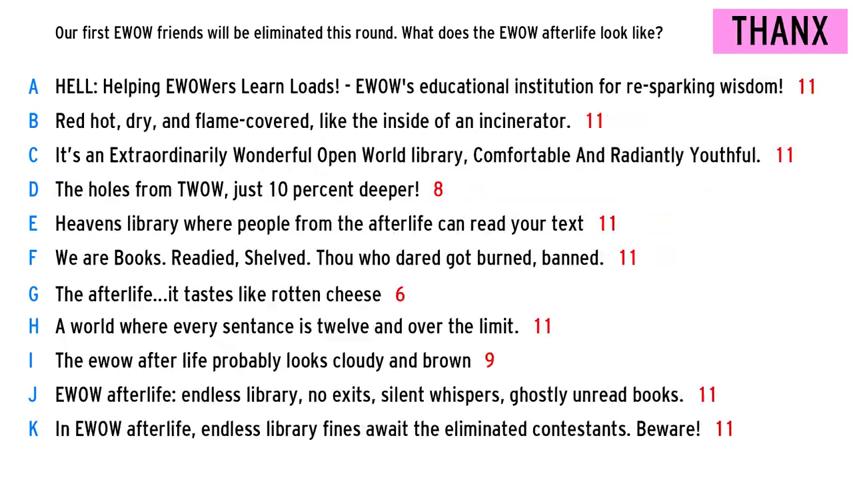 Our first EWOW friends will be eliminated this round. What does the EWOW afterlife look like?
THANX
A HELL: Helping EWOWers Learn Loads! - EWOW's educational institution for re-sparking wisdom! 11
B Red hot, dry, and flame-covered, like the inside of an incinerator. 11
C It's an Extraordinarily Wonderful Open World library, Comfortable And Radiantly Youthful. 11
D The holes from TWOW, just 10 percent deeper! 8
E Heavens library where people from the afterlife can read your text 11
F We are Books. Readied, Shelved. Thou who dared got burned, banned. 11
G The afterlife...it tastes like rotten cheese 6
H A world where every sentance is twelve and over the limit. 11
I The ewow after life probably looks cloudy and brown 9
J EWOW afterlife: endless library, no exits, silent whispers, ghostly unread books. 11
K In EWOW afterlife, endless library fines await the eliminated contestants. Beware! 11